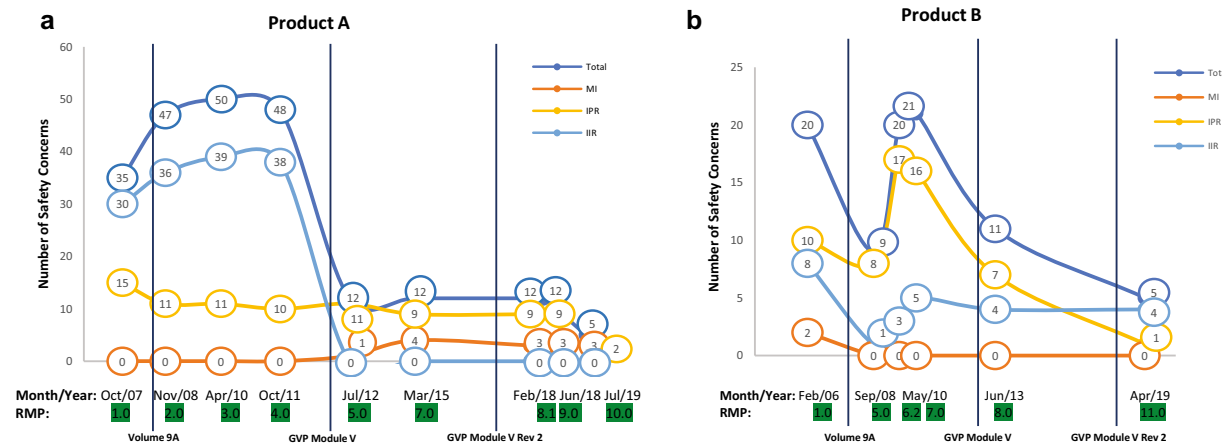 a
Product A
60
50
40
30
20
10
0
Number of Safety Concerns
Total
MI
IPR
IIR
35 47 50 48 12 12 12 12 5
30 36 39 38 0 0 0 0 0
15 11 11 10 11 9 9 9 2
0 0 0 0 1 4 3 3 3
Month/Year: Oct/07 Nov/08 Apr/10 Oct/11 Jul/12 Mar/15 Feb/18 Jun/18 Jul/19
RMP: 1.0 2.0 3.0 4.0 5.0 7.0 8.1 9.0 10.0
Volume 9A GVP Module V GVP Module V Rev 2
b
Product B
25
20
15
10
5
0
Number of Safety Concerns
Tot
MI
IPR
IIR
20 9 20 21 11 5
10 8 17 16 7 1
8 1 3 5 4 4
2 0 0 0 0 0
Month/Year: Feb/06 Sep/08 May/10 Jun/13 Apr/19
RMP: 1.0 5.0 6.2 7.0 8.0 11.0
Volume 9A GVP Module V GVP Module V Rev 2